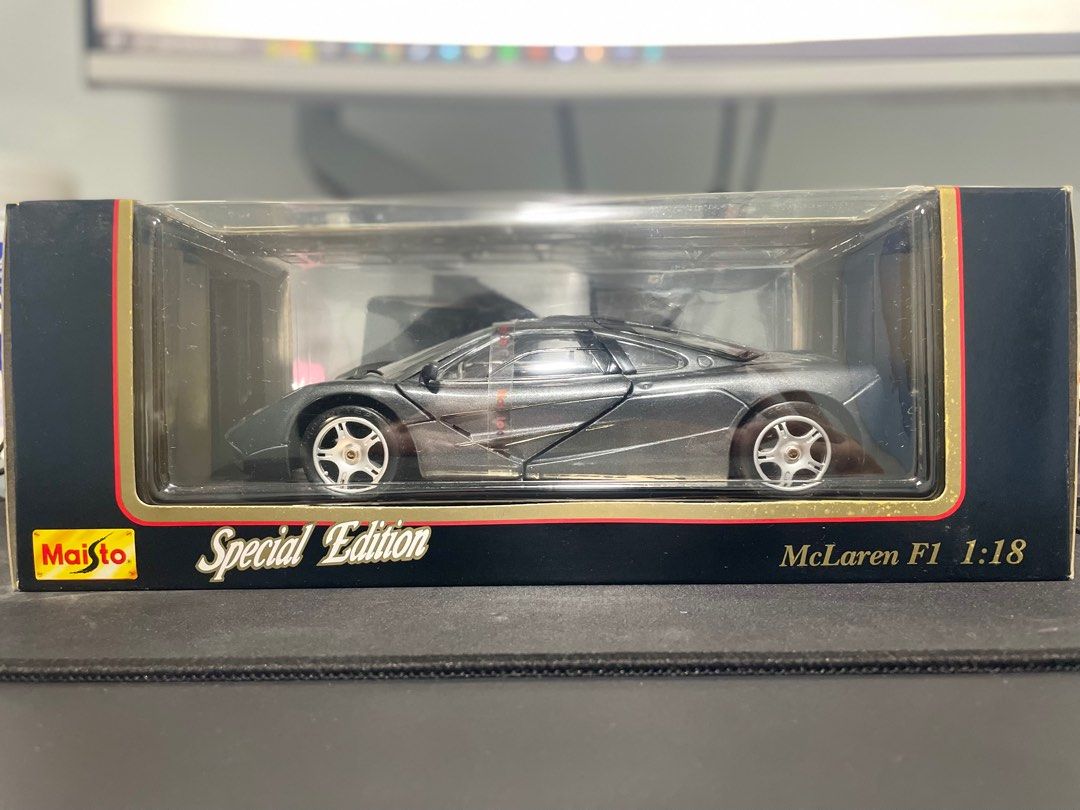 Maisto
Special Edition
McLaren F1 1:18